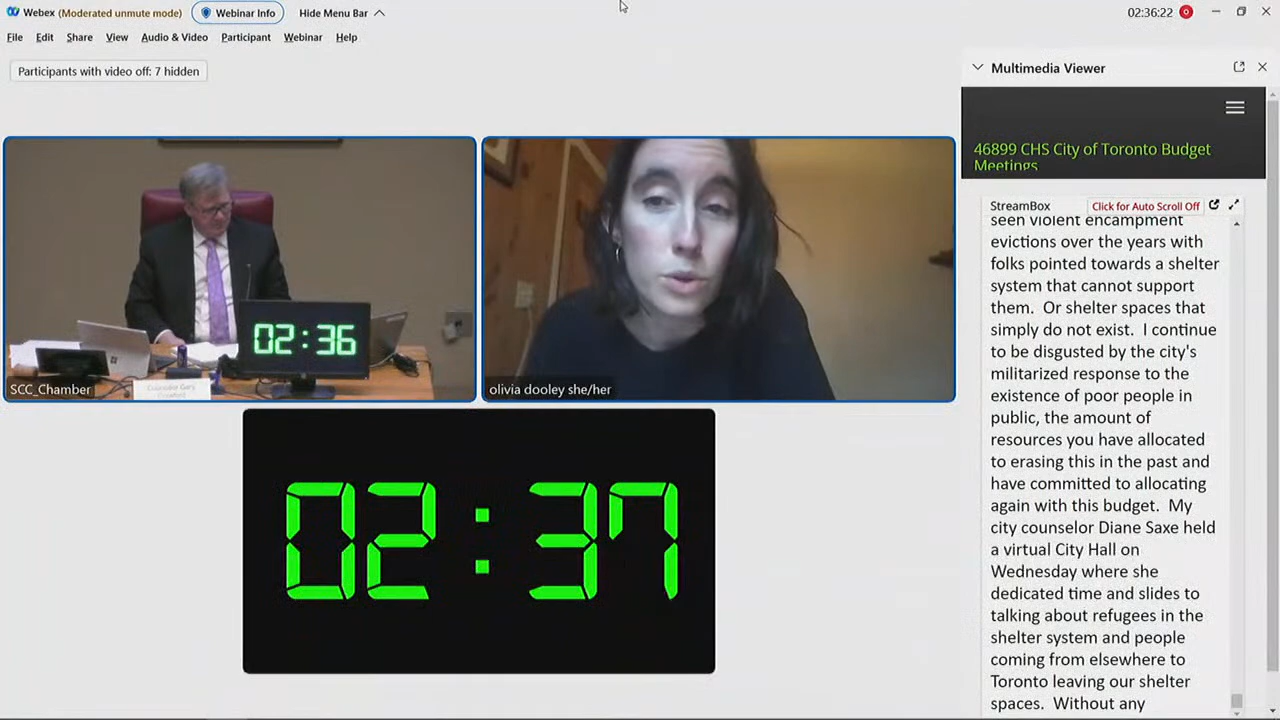 Webex (Moderated unmute mode) Webinar Info Hide Menu Bar 02:36:22
File Edit Share View Audio & Video Participant Webinar Help
Participants with video off: 7 hidden
Multimedia Viewer
46899 CHS City of Toronto Budget
Meetings
StreamBox Click for Auto Scroll Off
02:36
SCC_Chamber
Councillor Gary
Crawford
olivia dooley she/her
02:37
seen violent encampment
evictions over the years with
folks pointed towards a shelter
system that cannot support
them. Or shelter spaces that
simply do not exist. I continue
to be disgusted by the city's
militarized response to the
existence of poor people in
public, the amount of
resources you have allocated
to erasing this in the past and
have committed to allocating
again with this budget. My
city counselor Diane Saxe held
a virtual City Hall on
Wednesday where she
dedicated time and slides to
talking about refugees in the
shelter system and people
coming from elsewhere to
Toronto leaving our shelter
spaces. Without any